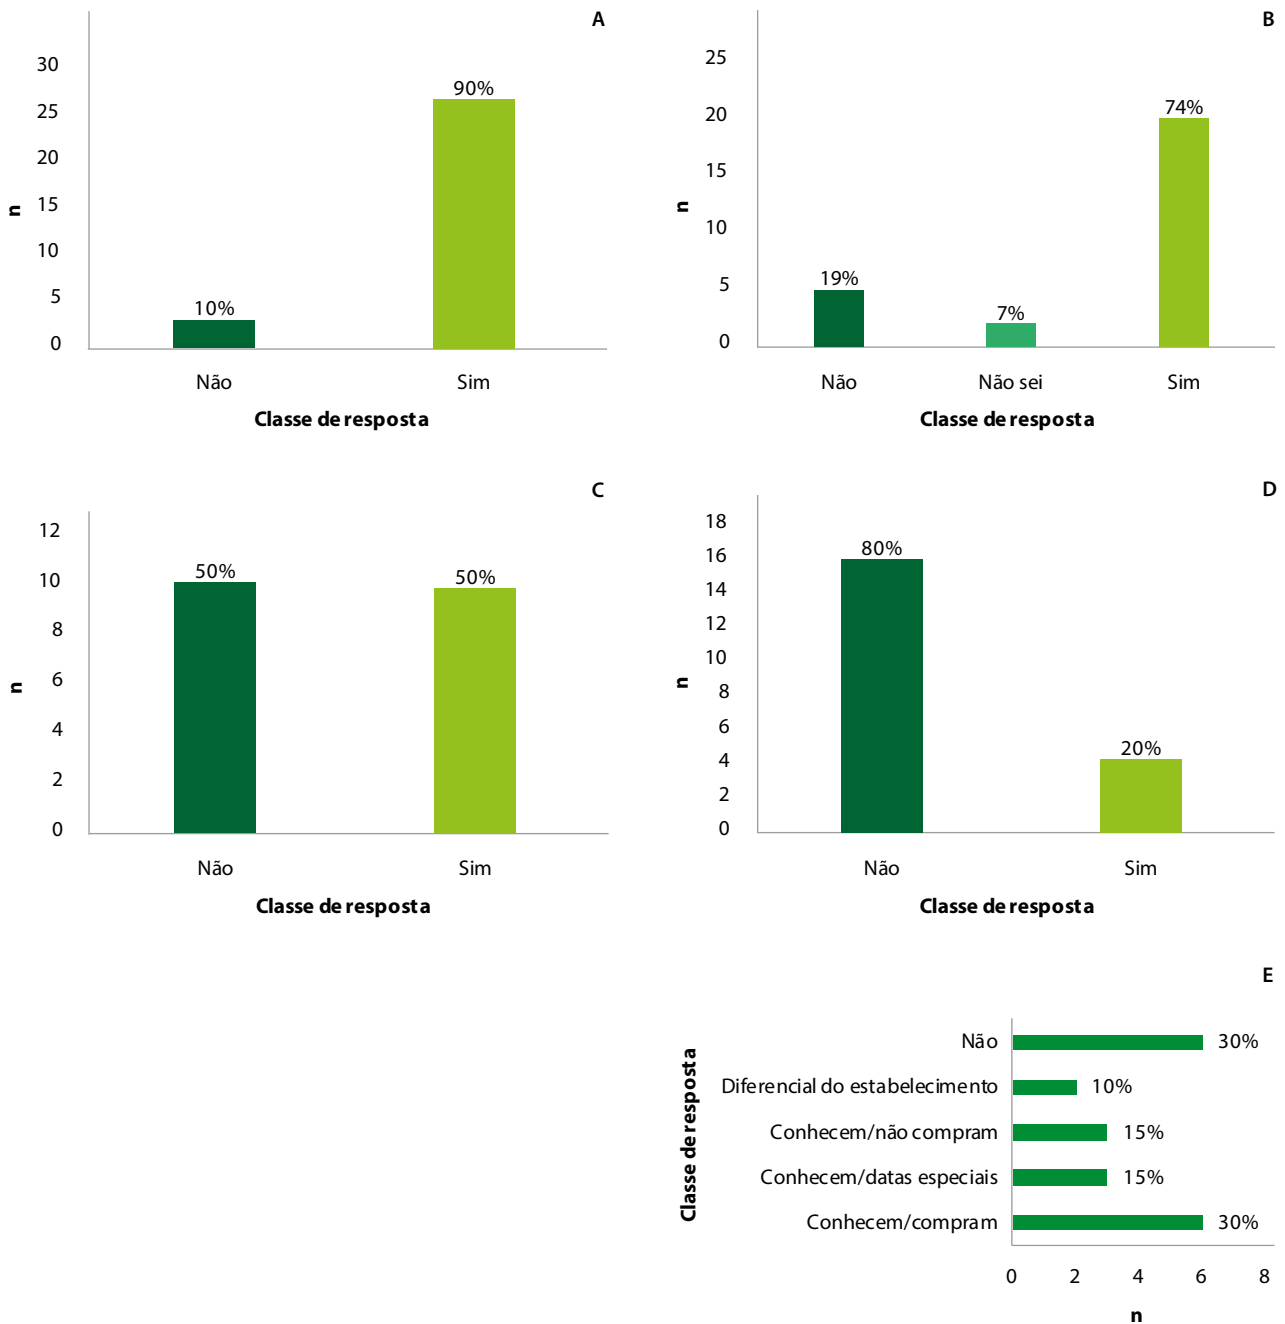 A
30
25
20
15
10
5
0
n
90%
10%
Não
Sim
Classe de resposta
B
25
20
15
10
5
0
n
74%
19%
7%
Não
Não sei
Sim
Classe de resposta
C
12
10
8
6
4
2
0
n
50%
50%
Não
Sim
Classe de resposta
D
18
16
14
12
10
8
6
4
2
0
n
80%
20%
Não
Sim
Classe de resposta
E
Classe de resposta
Não
30%
Diferencial do estabelecimento
10%
Conhecem/não compram
15%
Conhecem/datas especiais
15%
Conhecem/compram
30%
0 2 4 6 8
n